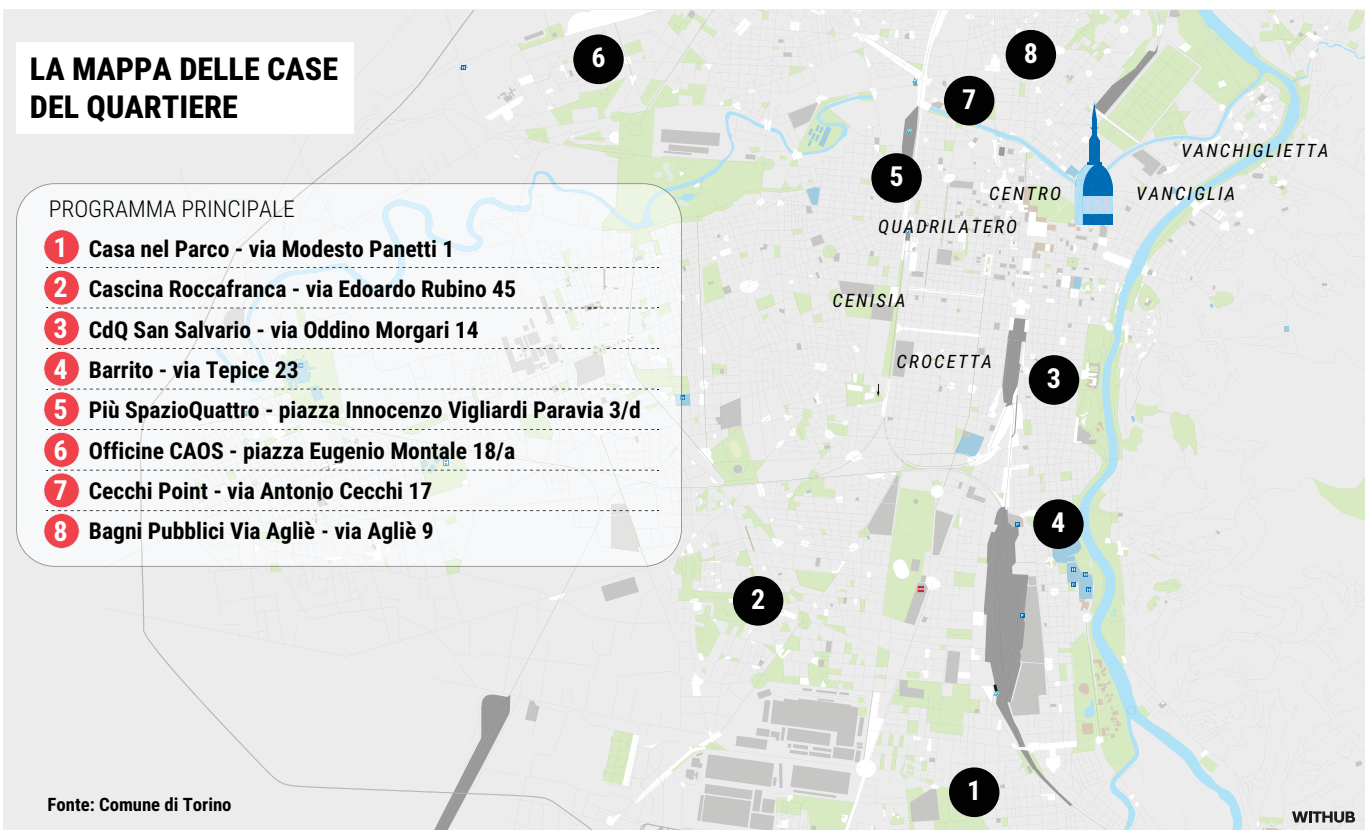 LA MAPPA DELLE CASE
DEL QUARTIERE
PROGRAMMA PRINCIPALE
1 Casa nel Parco - via Modesto Panetti 1
2 Cascina Roccafranca - via Edoardo Rubino 45
3 CdQ San Salvario - via Oddino Morgari 14
4 Barrito - via Tepice 23
5 Più SpazioQuattro - piazza Innocenzo Vigliardi Paravia 3/d
6 Officine CAOS - piazza Eugenio Montale 18/a
7 Cecchi Point - via Antonio Cecchi 17
8 Bagni Pubblici Via Agliè - via Agliè 9
6
8
7
VANCHIGLIETTA
5
CENTRO
VANCIGLIA
QUADRILATERO
CENISIA
CROCETTA
3
4
2
1
Fonte: Comune di Torino
WITHUB